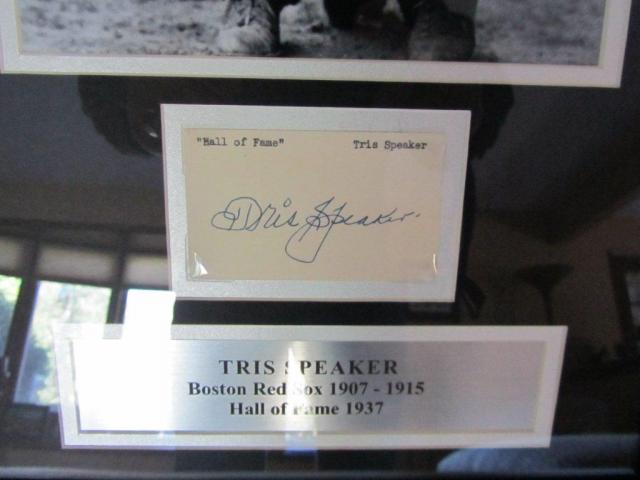 "Hall of Fame" Tris Speaker
Tris Speaker.
TRIS SPEAKER
Boston Red Sox 1907 - 1915
Hall of Fame 1937